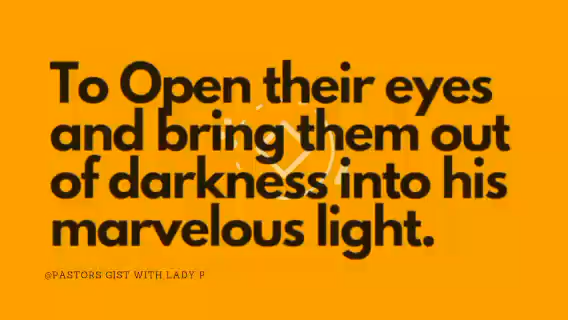 To Open their eyes
and bring them out
of darkness into his
marvelous light.
@PASTORS GIST WITH LADY P